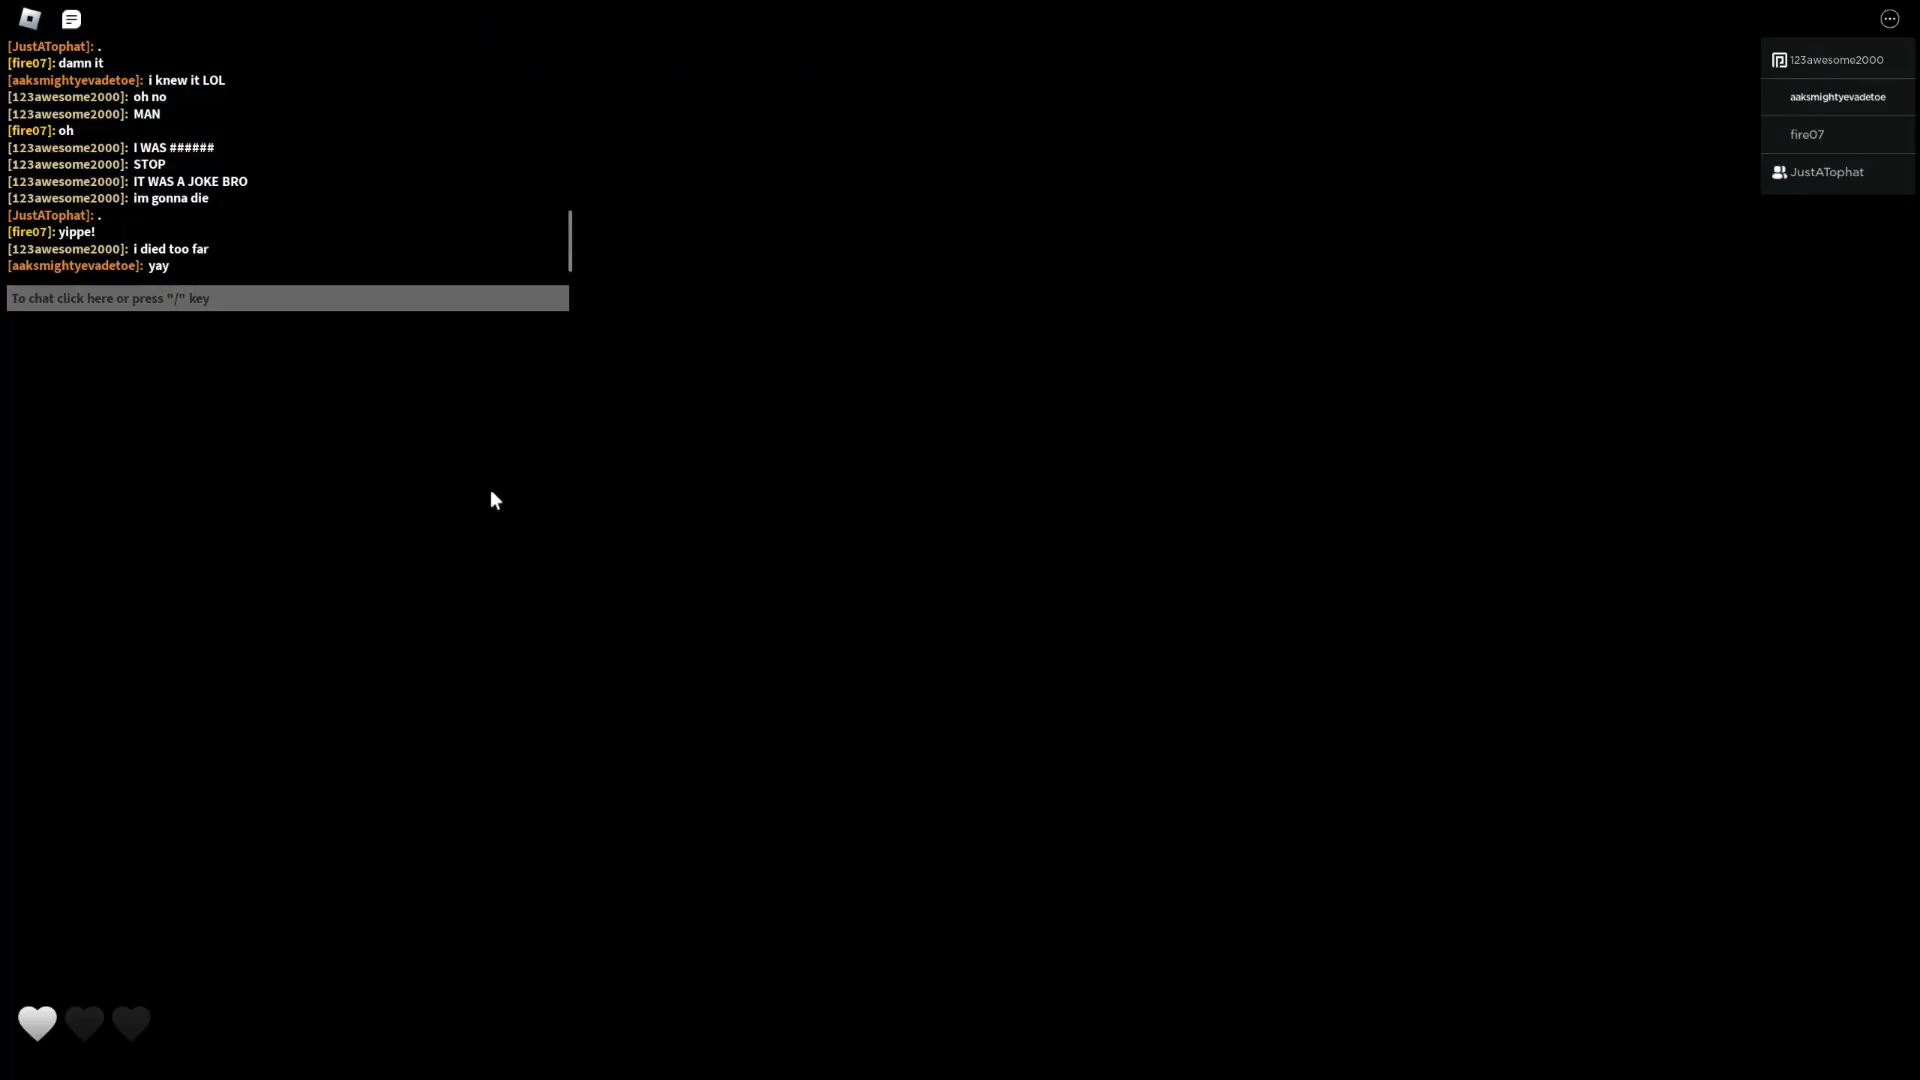 [JustATophat]: .
[fire07]: damn it
[aaksmightyevadetoe]: i knew it LOL
[123awesome2000]: oh no
[123awesome2000]: MAN
[fire07]: oh
[123awesome2000]: I WAS ######
[123awesome2000]: STOP
[123awesome2000]: IT WAS A JOKE BRO
[123awesome2000]: im gonna die
[JustATophat]: .
[fire07]: yippe!
[123awesome2000]: i died too far
[aaksmightyevadetoe]: yay
To chat click here or press "/" key
123awesome2000
aaksmightyevadetoe
fire07
JustATophat